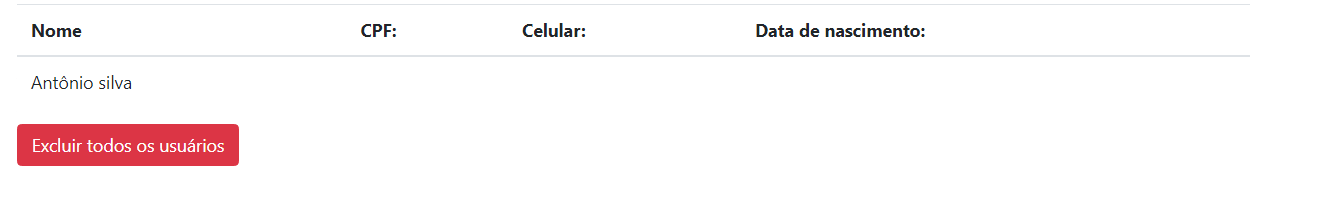 Nome CPF: Celular: Data de nascimento:
Antônio silva
Excluir todos os usuários